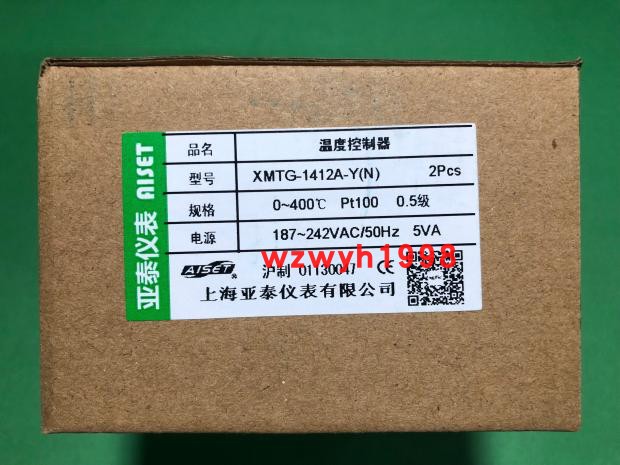 亚泰仪表 AISET
品名 温度控制器
型号 XMTG-1412A-Y(N) 2Pcs
规格 0~400℃ Pt100 0.5级
电源 187~242VAC/50Hz 5VA
wzwyh1998
AISET 沪制 01130047 CE
上海亚泰仪表有限公司